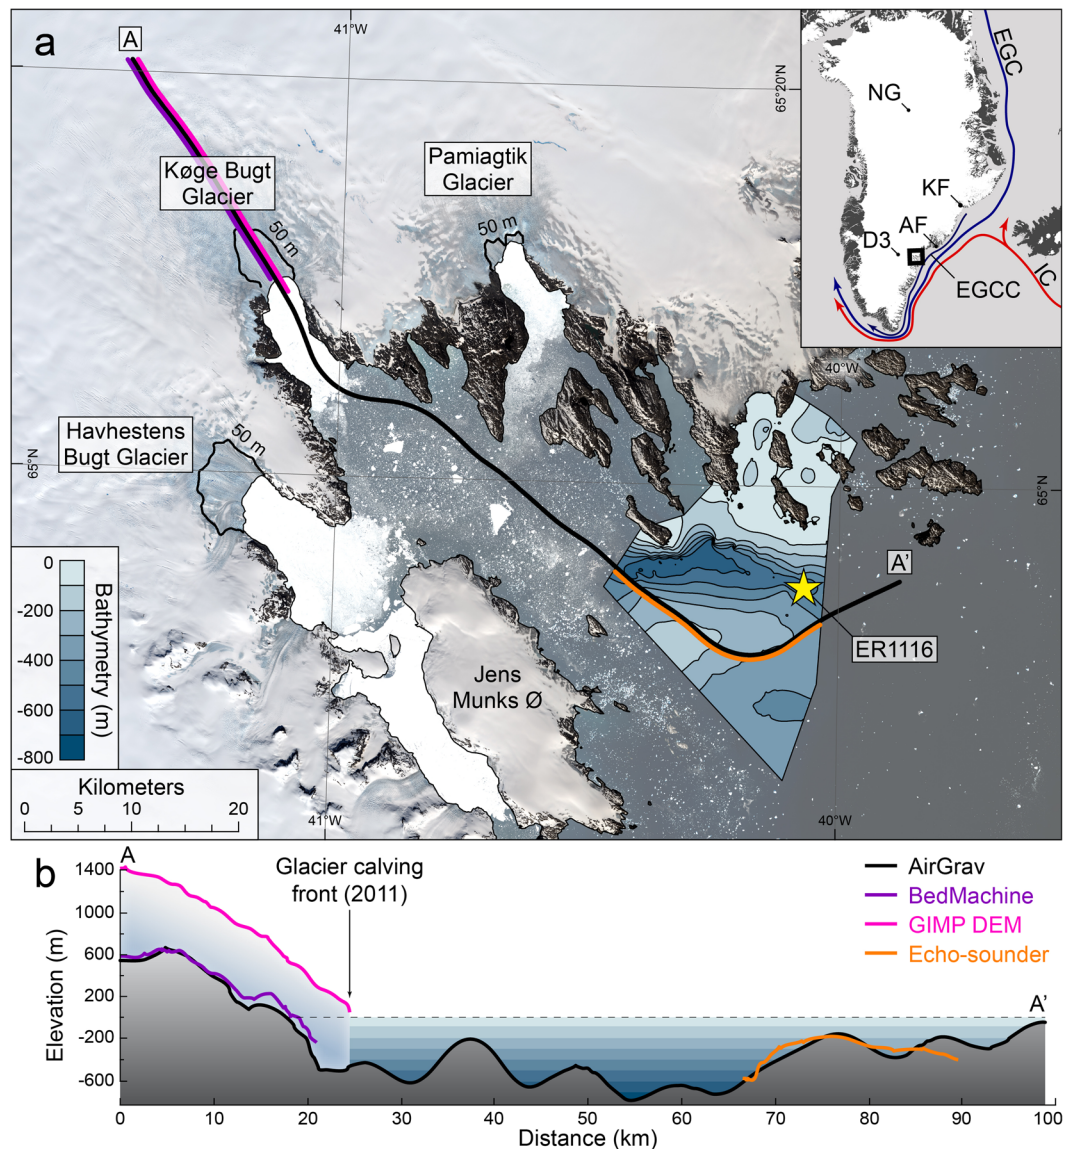 a
A
41°W
65°20'N
Køge Bugt
Glacier
50 m
Pamiagtik
Glacier
50 m
EGC
NG
KF
AF
D3
EGCC
IC
40°W
Havhestens
Bugt Glacier
50 m
65°N
65°N
A'
ER1116
Jens
Munks Ø
0
-200
-400
-600
-800
Bathymetry (m)
Kilometers
0 10 20
41°W
40°W
b
A
Glacier calving
front (2011)
AirGrav
BedMachine
GIMP DEM
Echo-sounder
A'
1400
1000
600
200
-200
-600
Elevation (m)
0 10 20 30 40 50 60 70 80 90 100
Distance (km)